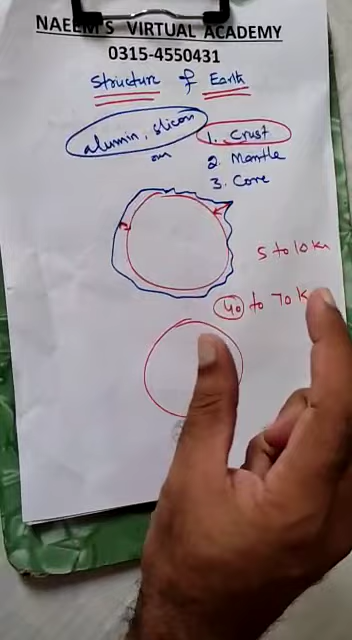 NAEEM'S VIRTUAL ACADEMY
0315-4550431
Structure of Earth
alumin, silicon
um
1. Crust
2. Mantle
3. Core
5 to 10 Km
40 to 70 K